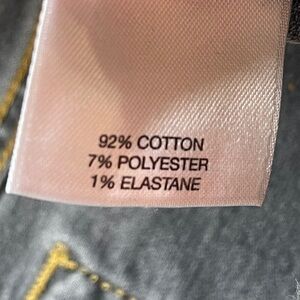 92% COTTON
7% POLYESTER
1% ELASTANE